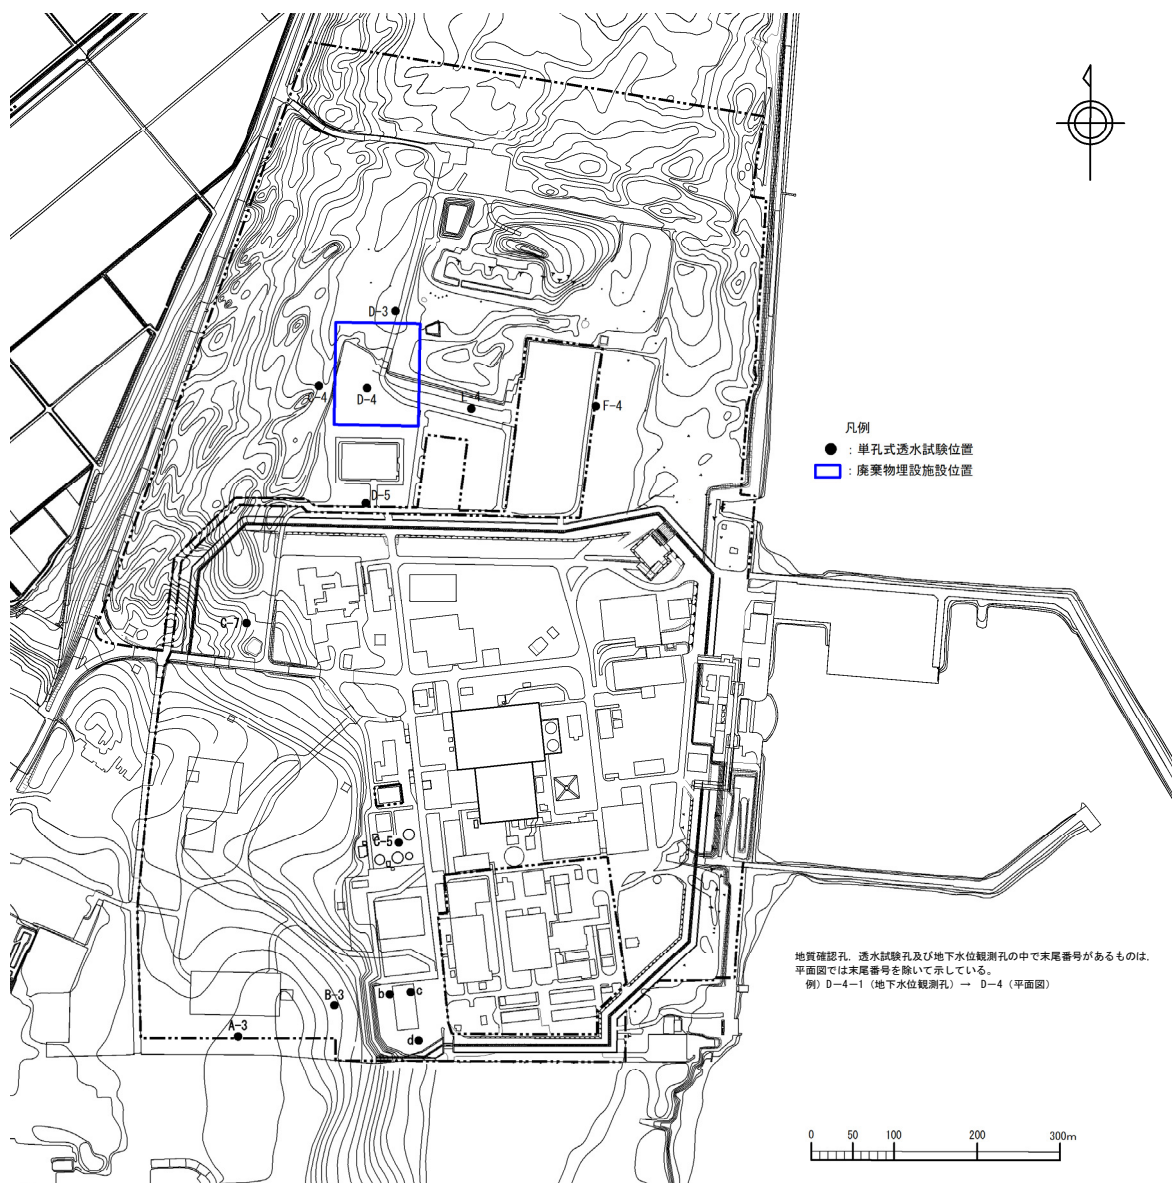 D-3
C-4
D-4
E-4
F-4
凡例
● : 単孔式透水試験位置
: 廃棄物埋設施設位置
D-5
C-7
C-5
地質確認孔，透水試験孔及び地下水位観測孔の中で末尾番号があるものは，
平面図では末尾番号を除いて示している。
例）D-4-1（地下水位観測孔）→ D-4（平面図）
B-3
b
c
A-3
d
0 50 100 200 300m